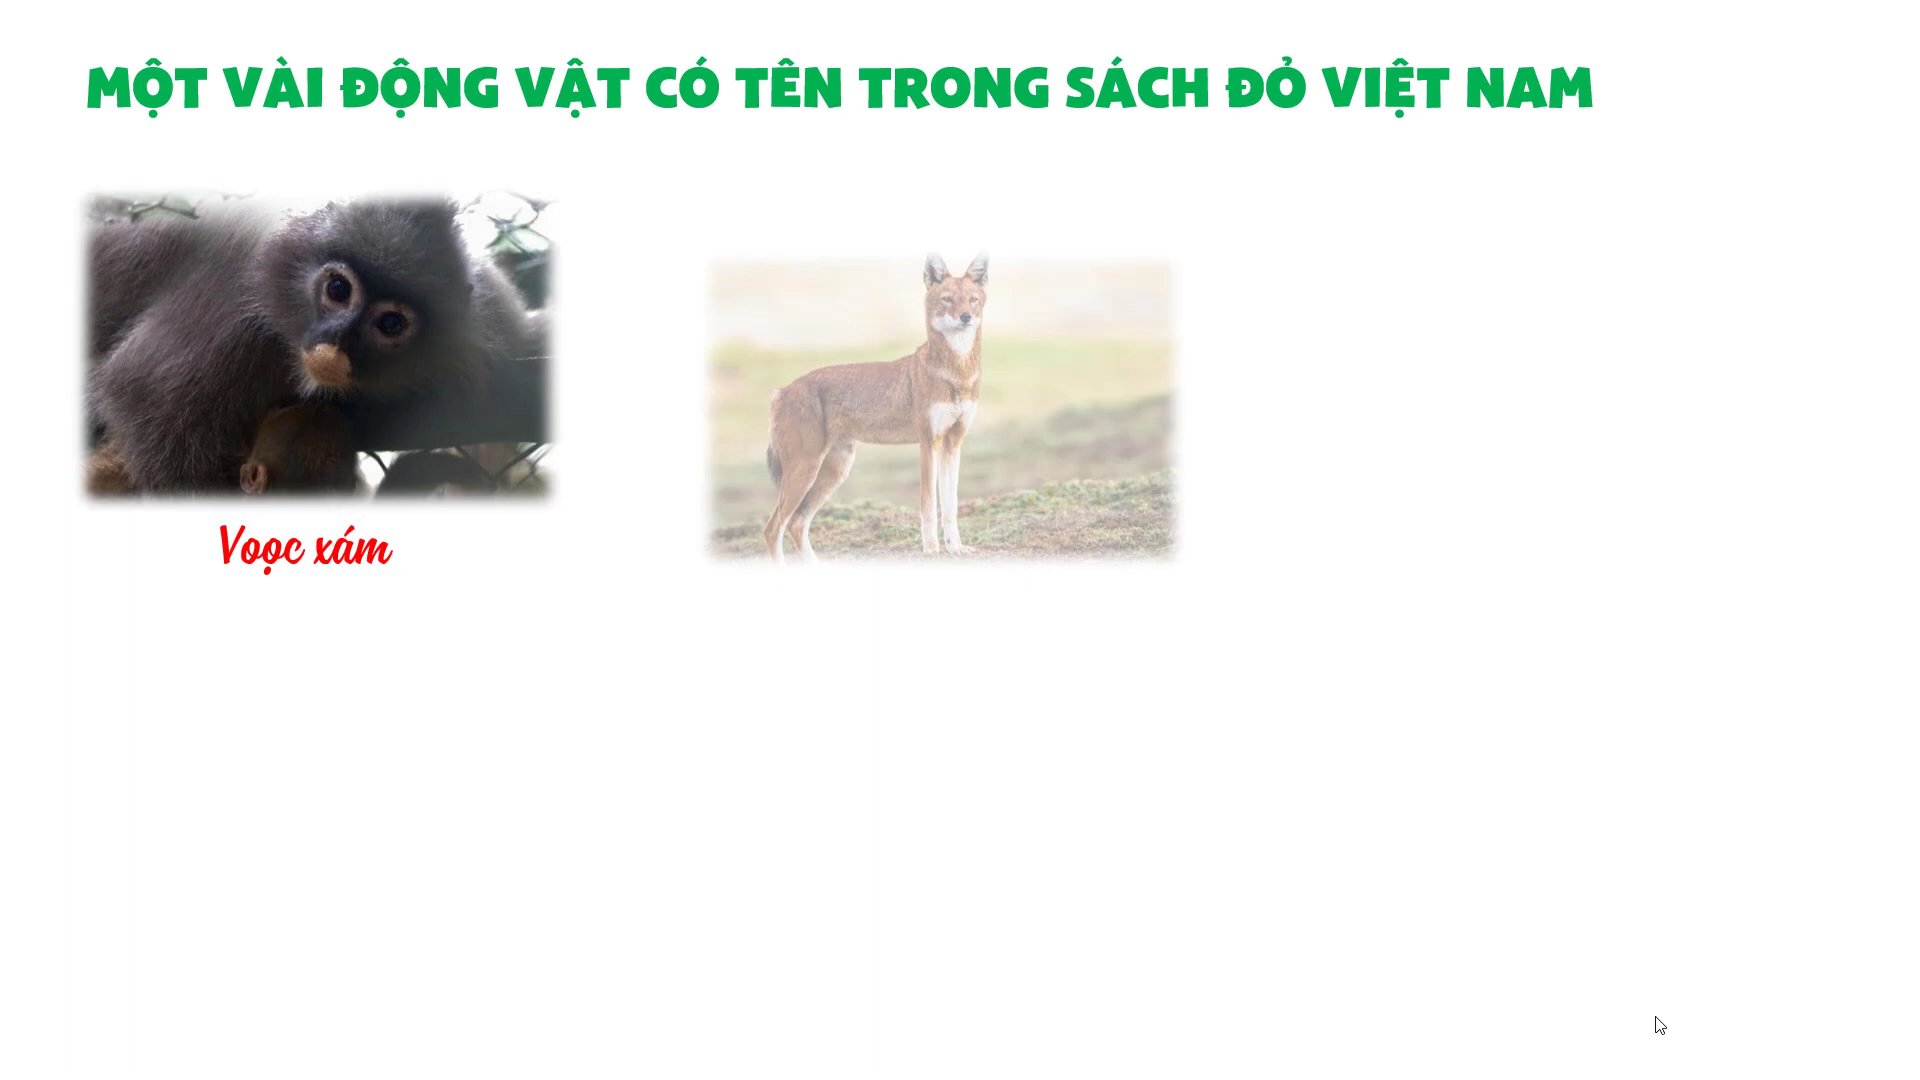 MỘT VÀI ĐỘNG VẬT CÓ TÊN TRONG SÁCH ĐỎ VIỆT NAM
Voọc xám